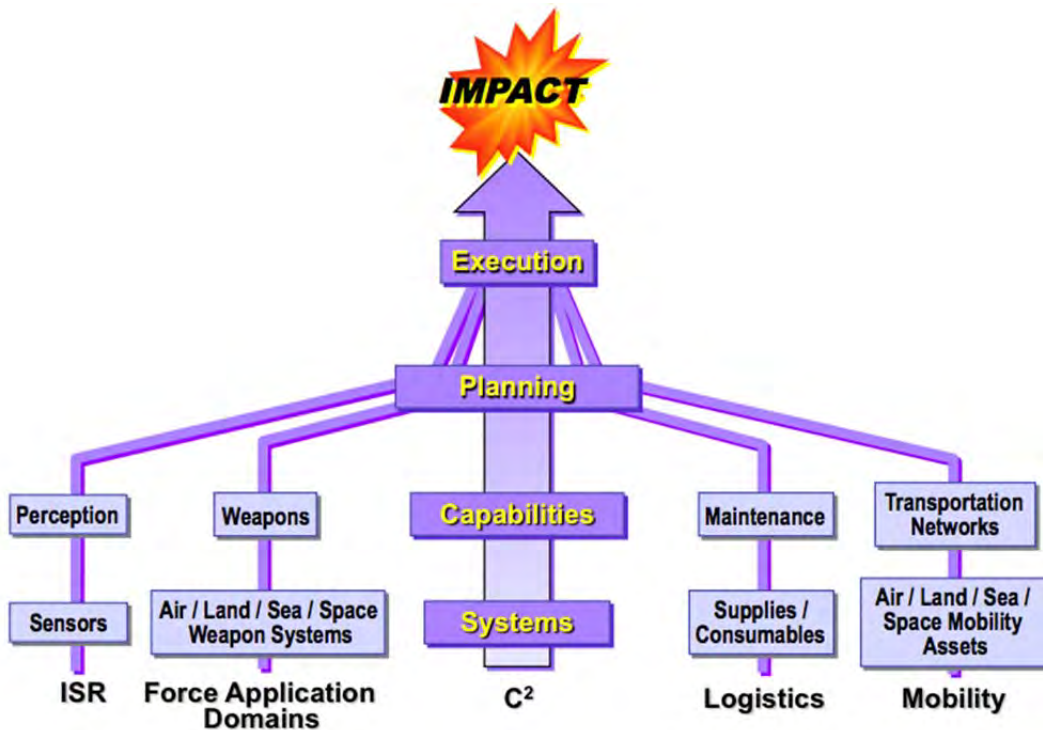 IMPACT
Execution
Planning
Perception
Weapons
Capabilities
Maintenance
Transportation
Networks
Sensors
Air / Land / Sea / Space
Weapon Systems
Systems
Supplies /
Consumables
Air / Land / Sea /
Space Mobility
Assets
ISR
Force Application
Domains
C²
Logistics
Mobility